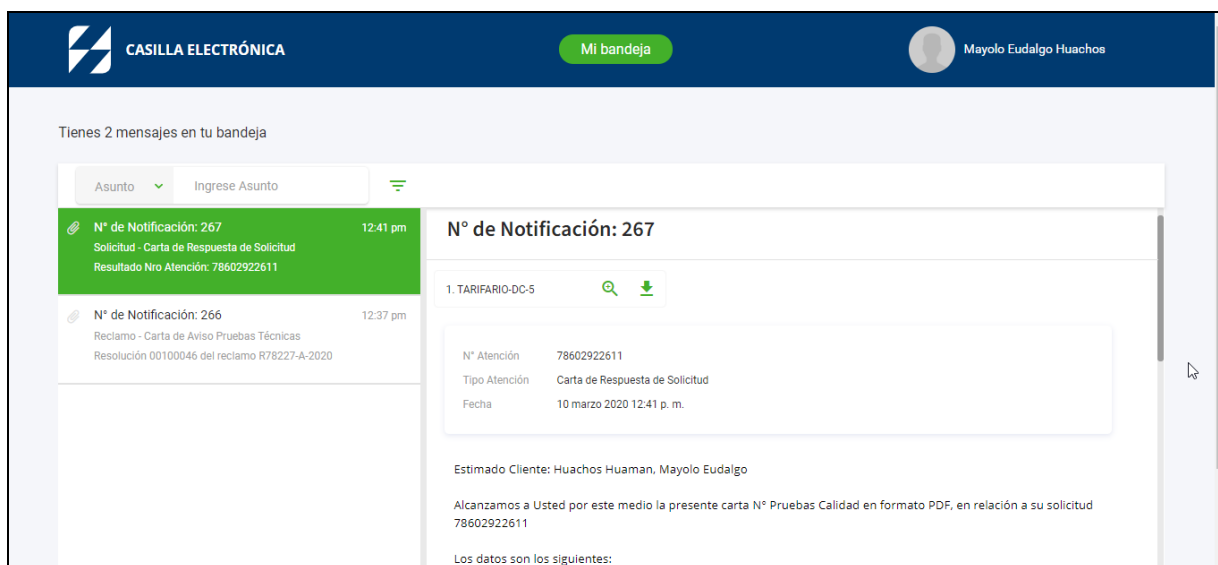 CASILLA ELECTRÓNICA
Mi bandeja
Mayolo Eudalgo Huachos
Tienes 2 mensajes en tu bandeja
Asunto
Ingrese Asunto
N° de Notificación: 267
12:41 pm
Solicitud - Carta de Respuesta de Solicitud
Resultado Nro Atención: 78602922611
N° de Notificación: 266
12:37 pm
Reclamo - Carta de Aviso Pruebas Técnicas
Resolución 00100046 del reclamo R78227-A-2020
N° de Notificación: 267
1. TARIFARIO-DC-5
N° Atención 78602922611
Tipo Atención Carta de Respuesta de Solicitud
Fecha 10 marzo 2020 12:41 p. m.
Estimado Cliente: Huachos Huaman, Mayolo Eudalgo
Alcanzamos a Usted por este medio la presente carta N° Pruebas Calidad en formato PDF, en relación a su solicitud
78602922611
Los datos son los siguientes: